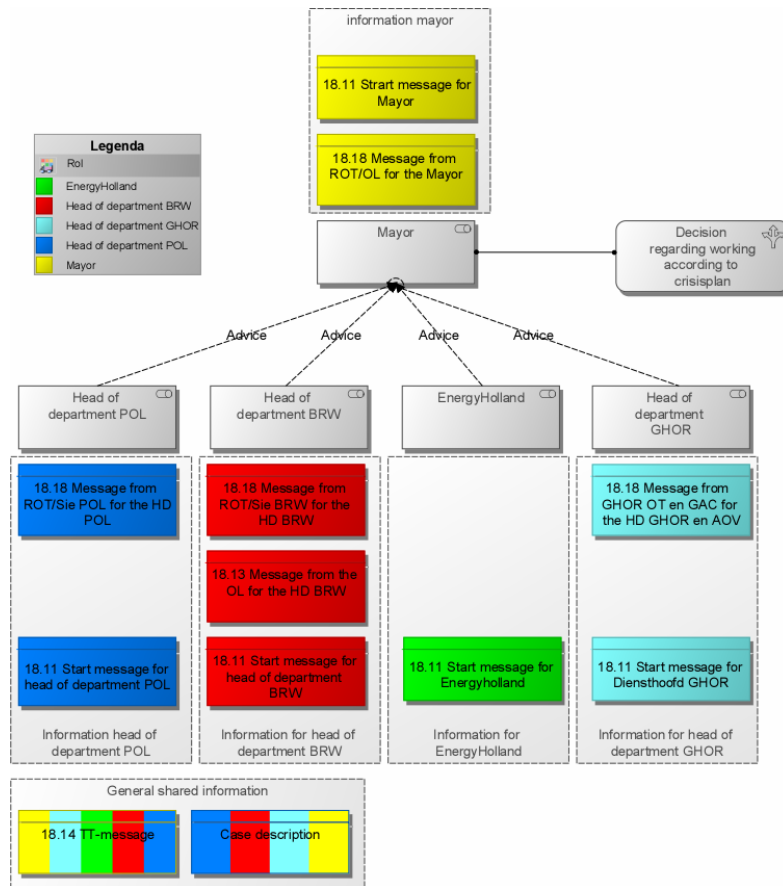 information mayor
18.11 Strart message for
Mayor
18.18 Message from
ROT/OL for the Mayor
Legenda
Rol
EnergyHolland
Head of department BRW
Head of department GHOR
Head of department POL
Mayor
Mayor
Decision
regarding working
according to
crisisplan
Advice
Advice
Advice
Advice
Head of
department POL
Head of
department BRW
EnergyHolland
Head of
department
GHOR
18.18 Message from
ROT/Sie POL for the HD
POL
18.11 Start message for
head of department POL
Information head of
department POL
18.18 Message from
ROT/Sie BRW for the
HD BRW
18.13 Message from the
OL for the HD BRW
18.11 Start message for
head of department
BRW
Information for head of
department BRW
18.11 Start message for
Energyholland
Information for
EnergyHolland
18.18 Message from
GHOR OT en GAC for
the HD GHOR en AOV
18.11 Start message for
Diensthoofd GHOR
Information for head of
department GHOR
General shared information
18.14 TT-message
Case description